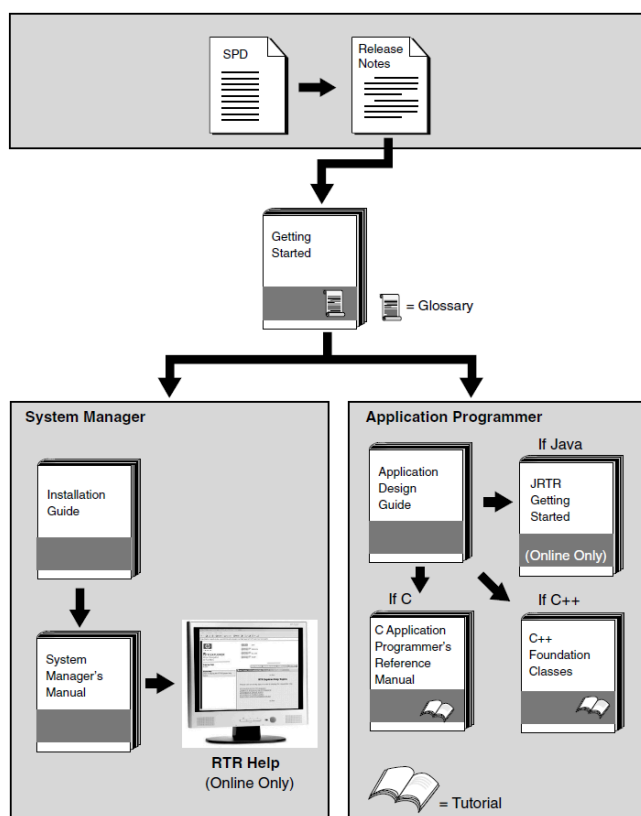 SPD
Release
Notes
Getting
Started
= Glossary
System Manager
Installation
Guide
System
Manager's
Manual
RTR Help
(Online Only)
Application Programmer
Application
Design
Guide
If Java
JRTR
Getting
Started
(Online Only)
If C
C Application
Programmer's
Reference
Manual
If C++
C++
Foundation
Classes
= Tutorial